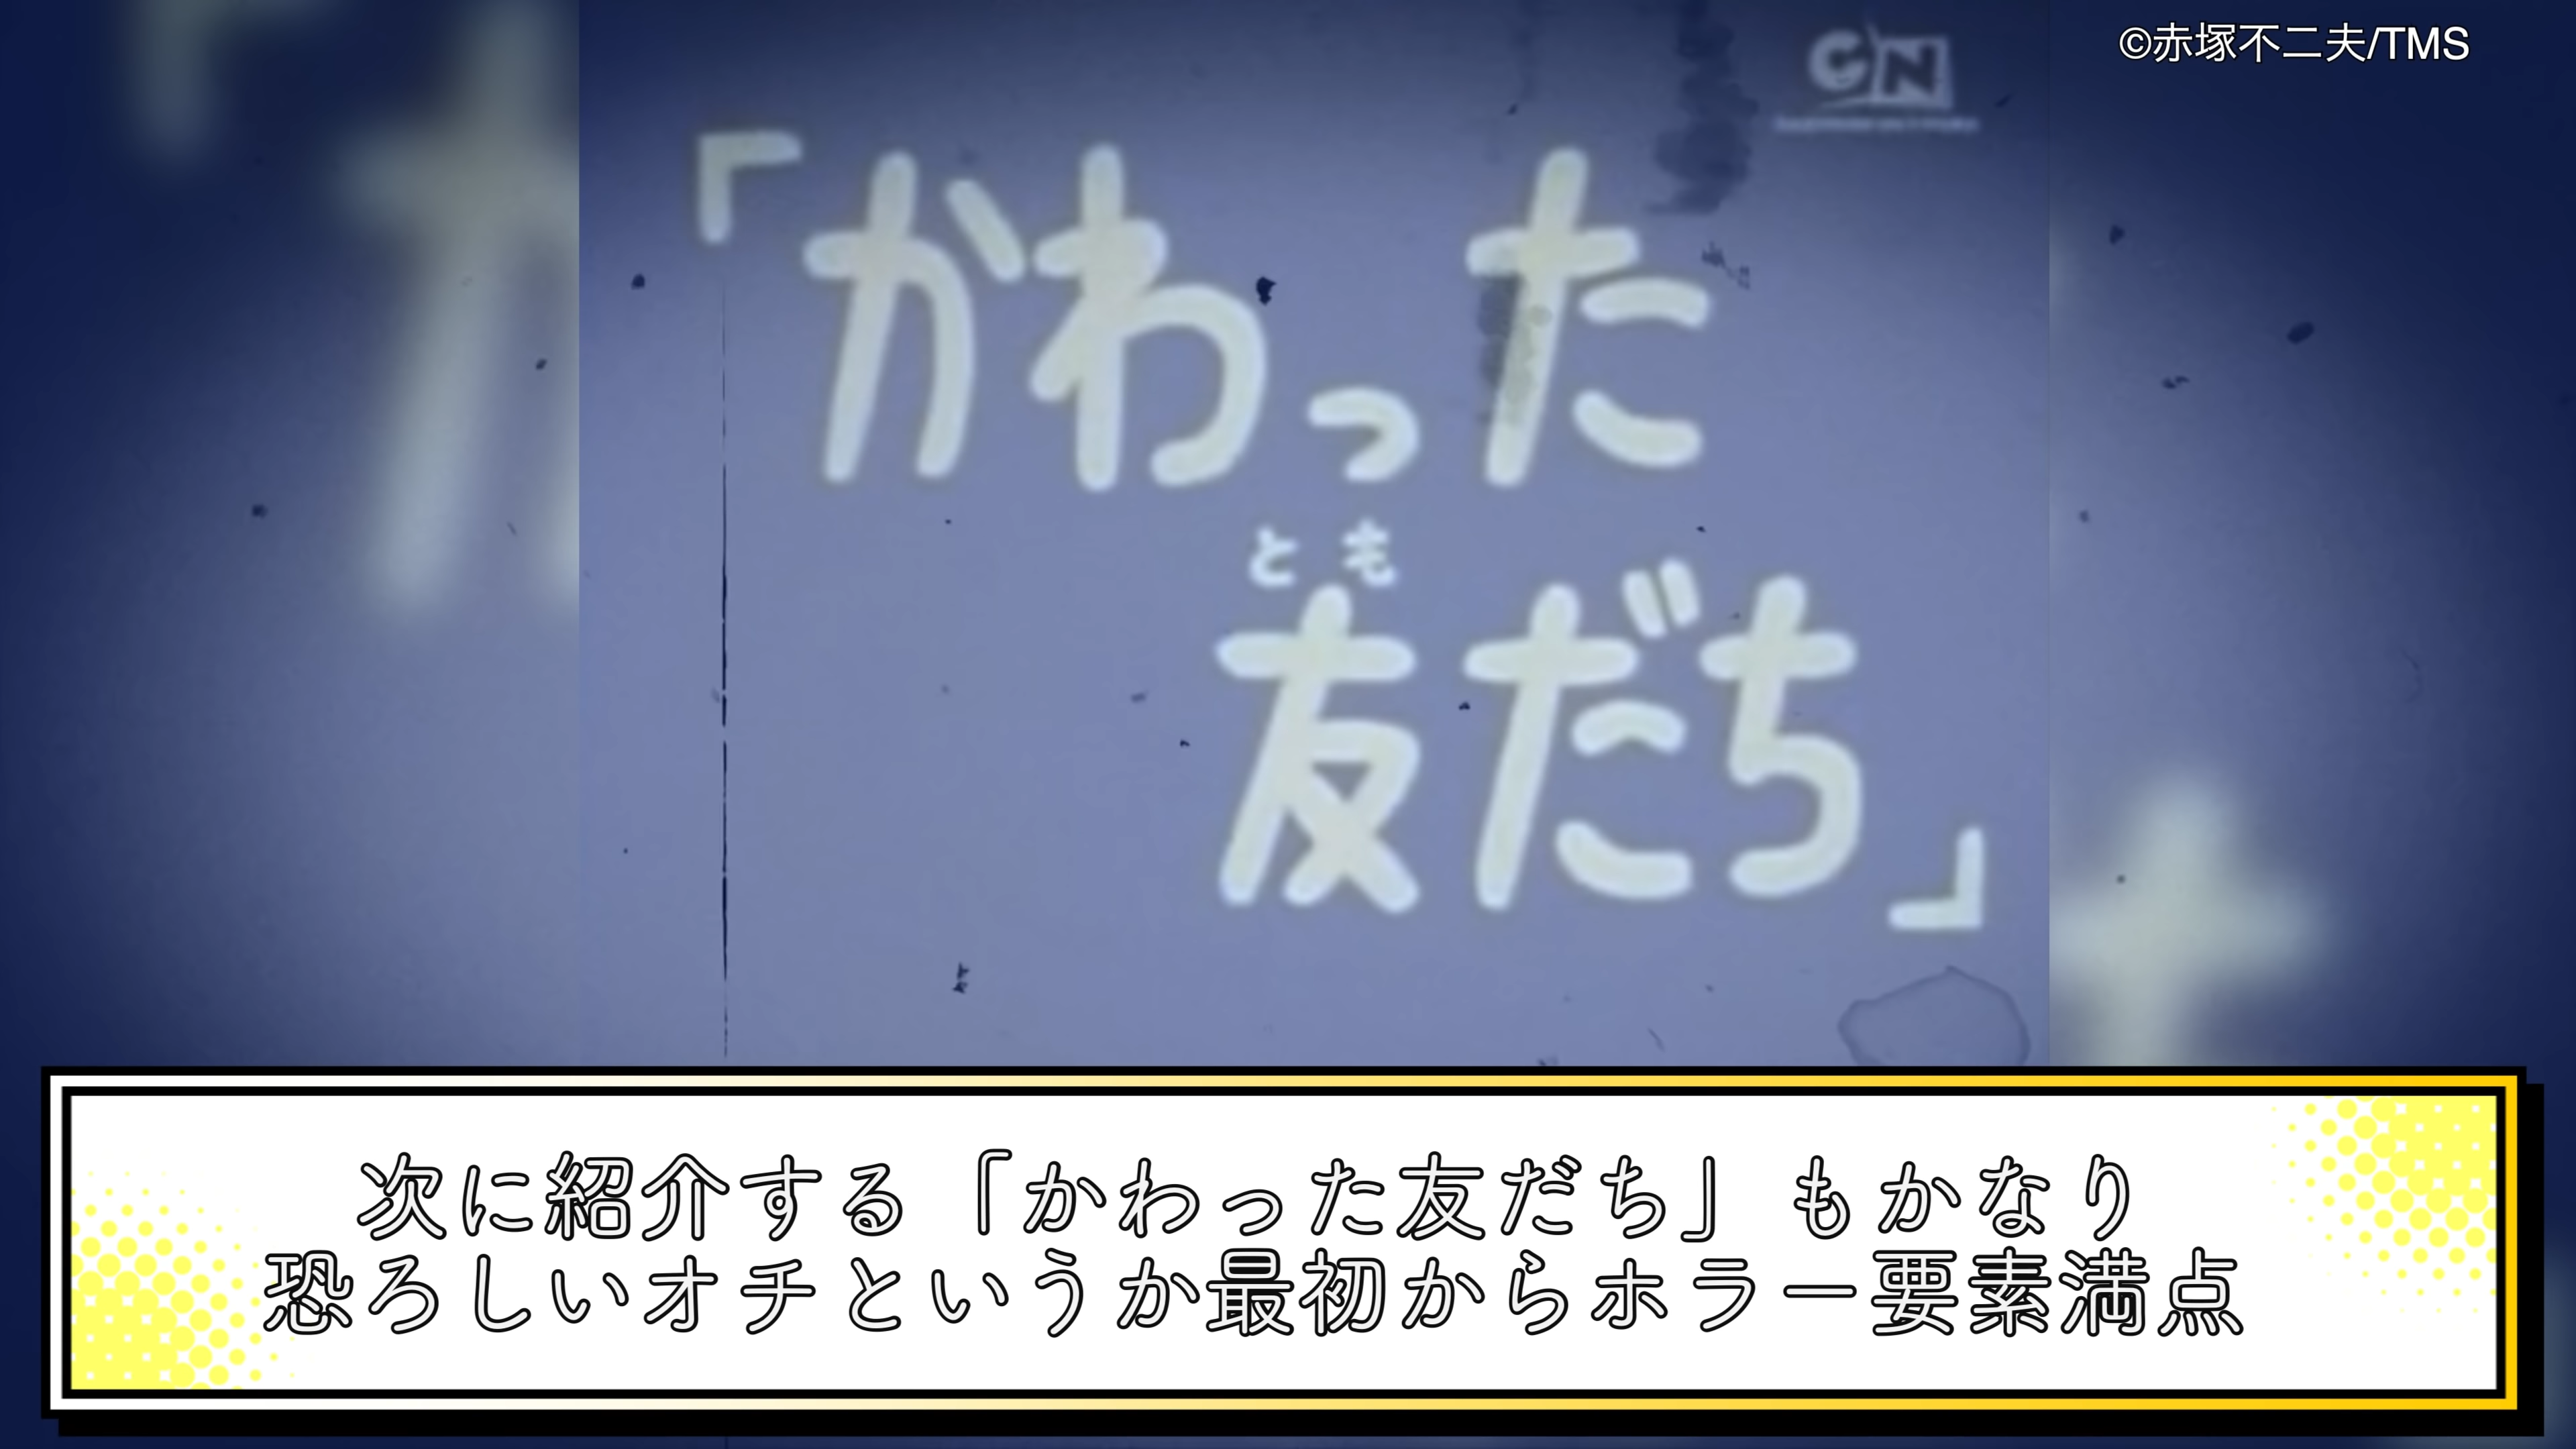 ©赤塚不二夫/TMS
CN
「かわった
とも
友だち」
次に紹介する「かわった友だち」もかなり
恐ろしいオチというか最初からホラー要素満点